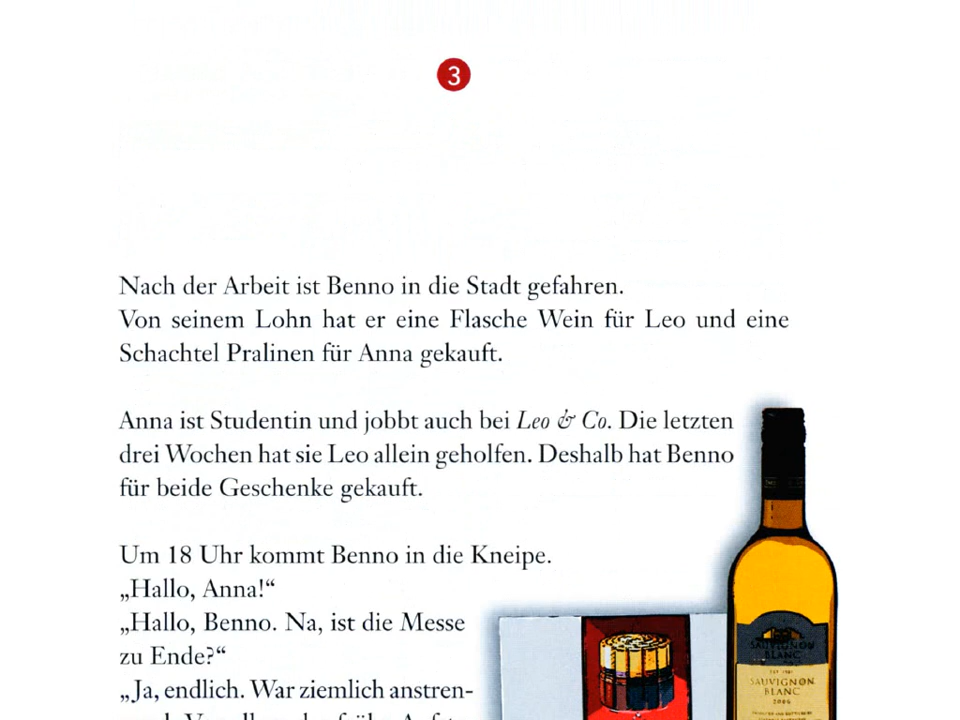 3
Nach der Arbeit ist Benno in die Stadt gefahren.
Von seinem Lohn hat er eine Flasche Wein für Leo und eine
Schachtel Pralinen für Anna gekauft.
Anna ist Studentin und jobbt auch bei Leo & Co. Die letzten
drei Wochen hat sie Leo allein geholfen. Deshalb hat Benno
für beide Geschenke gekauft.
Um 18 Uhr kommt Benno in die Kneipe.
„Hallo, Anna!“
„Hallo, Benno. Na, ist die Messe
zu Ende?“
„Ja, endlich. War ziemlich anstren-
SAUVIGNON
BLANC
SAUVIGNON
BLANC